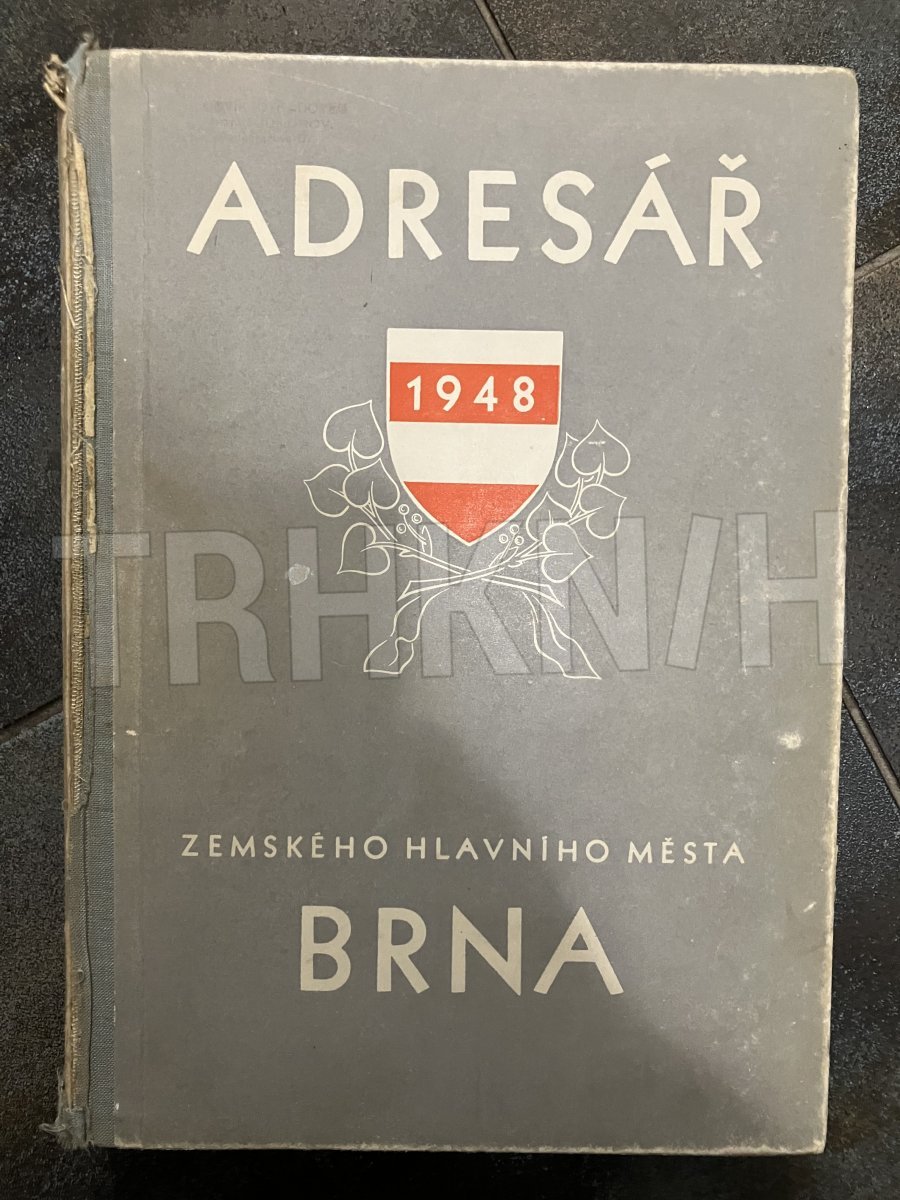 ADRESÁŘ
1948
TRHKNIH
ZEMSKÉHO HLAVNÍHO MĚSTA
BRNA